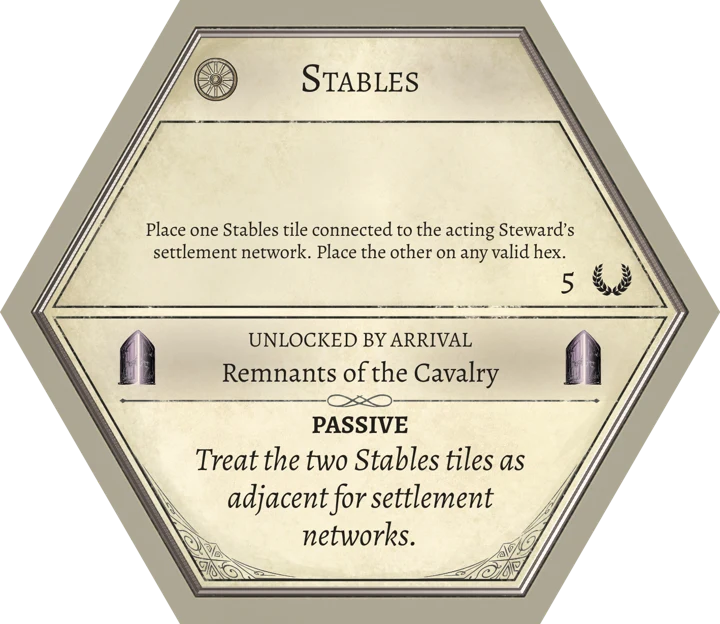 Stables
Place one Stables tile connected to the acting Steward's
settlement network. Place the other on any valid hex.
5
UNLOCKED BY ARRIVAL
Remnants of the Cavalry
PASSIVE
Treat the two Stables tiles as
adjacent for settlement
networks.